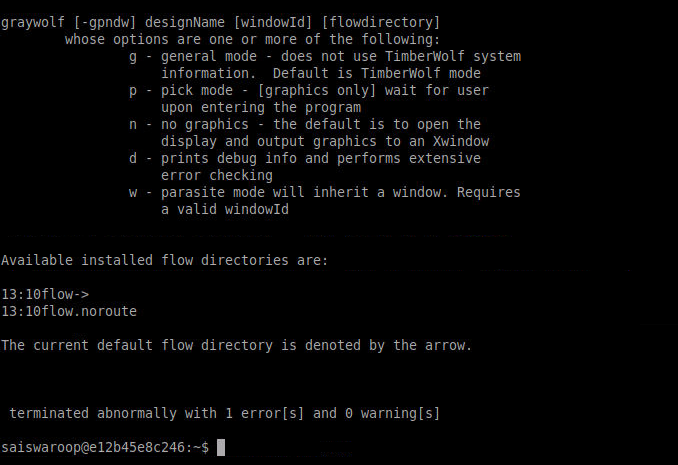 graywolf [-gpndw] designName [windowId] [flowdirectory]
whose options are one or more of the following:
g - general mode - does not use TimberWolf system
information.  Default is TimberWolf mode
p - pick mode - [graphics only] wait for user
upon entering the program
n - no graphics - the default is to open the
display and output graphics to an Xwindow
d - prints debug info and performs extensive
error checking
w - parasite mode will inherit a window. Requires
a valid windowId
Available installed flow directories are:
13:10flow->
13:10flow.noroute
The current default flow directory is denoted by the arrow.
terminated abnormally with 1 error[s] and 0 warning[s]
saiswaroop@e12b45e8c246:~$